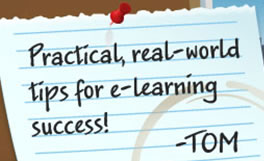 Practical, real-world
tips for e-learning
success!
-TOM